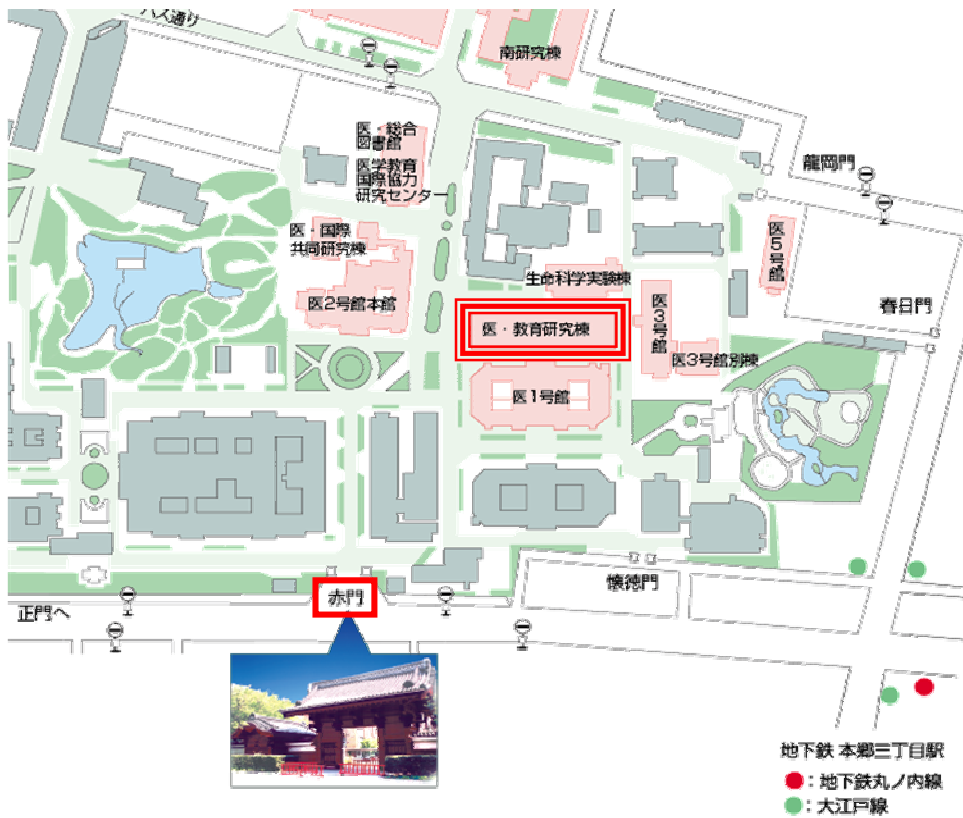 バス通り
南研究棟
医・総合
図書館
医学教育
国際協力
研究センター
龍岡門
医・国際
共同研究棟
医5号館
生命科学実験棟
医2号館本館
医3号館
春日門
医・教育研究棟
医3号館別棟
医1号館
懐徳門
赤門
正門へ
地下鉄 本郷三丁目駅
：地下鉄丸ノ内線
：大江戸線